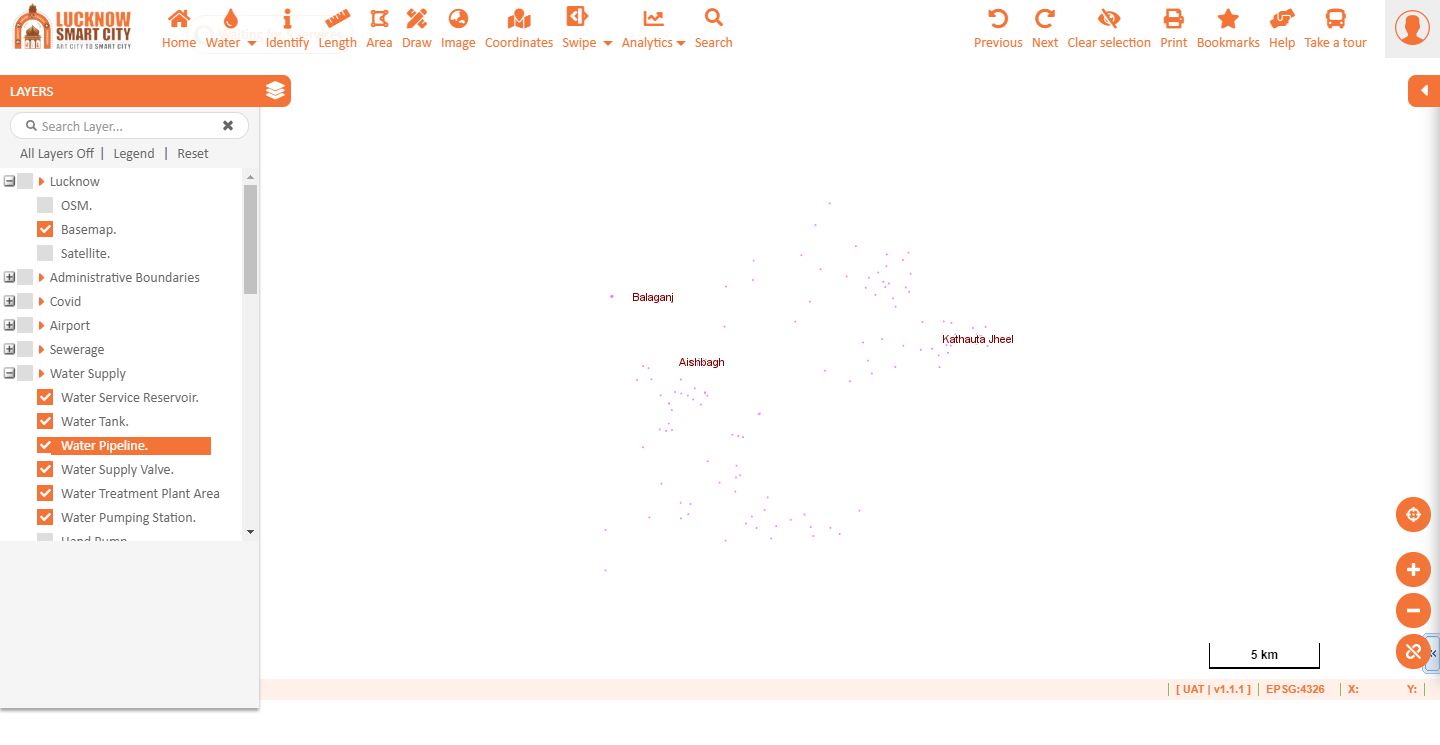 LUCKNOW
SMART CITY
ART CITY TO SMART CITY
Home Water Identify Length Area Draw Image Coordinates Swipe Analytics Search
Previous Next Clear selection Print Bookmarks Help Take a tour
LAYERS
Search Layer...
All Layers Off | Legend | Reset
Lucknow
OSM.
Basemap.
Satellite.
Administrative Boundaries
Covid
Airport
Sewerage
Water Supply
Water Service Reservoir.
Water Tank.
Water Pipeline.
Water Supply Valve.
Water Treatment Plant Area
Water Pumping Station.
Hand Pump
Balaganj
Kathauta Jheel
Aishbagh
5 km
[ UAT | v1.1.1 ] EPSG:4326 X: Y: